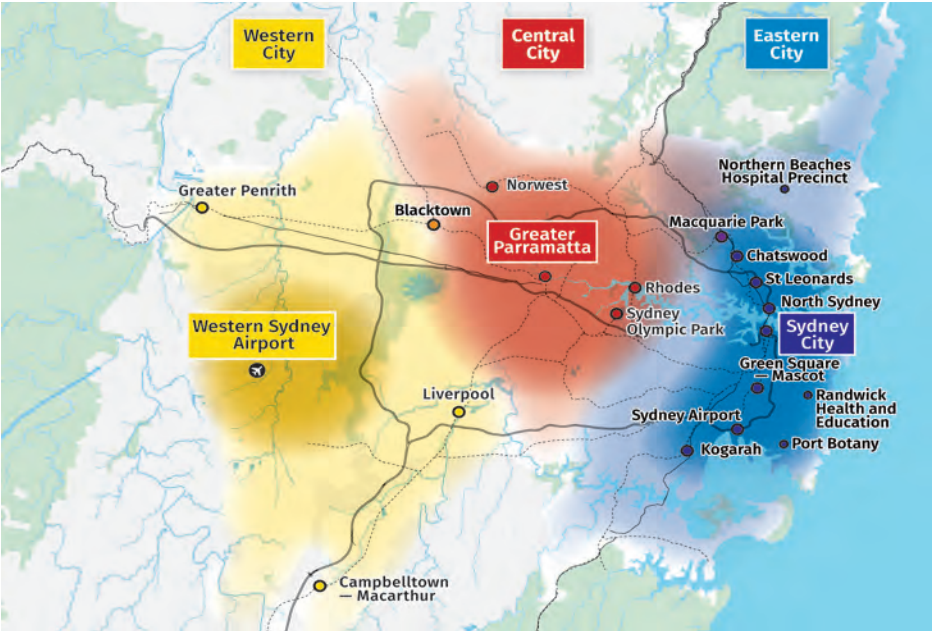 Western
City
Central
City
Eastern
City
Northern Beaches
Hospital Precinct
Greater Penrith
Norwest
Blacktown
Macquarie Park
Greater
Parramatta
Chatswood
St Leonards
Rhodes
North Sydney
Sydney
Olympic Park
Western Sydney
Airport
Sydney
City
Green Square
— Mascot
Liverpool
Randwick
Health and
Education
Sydney Airport
Port Botany
Kogarah
Campbelltown
— Macarthur